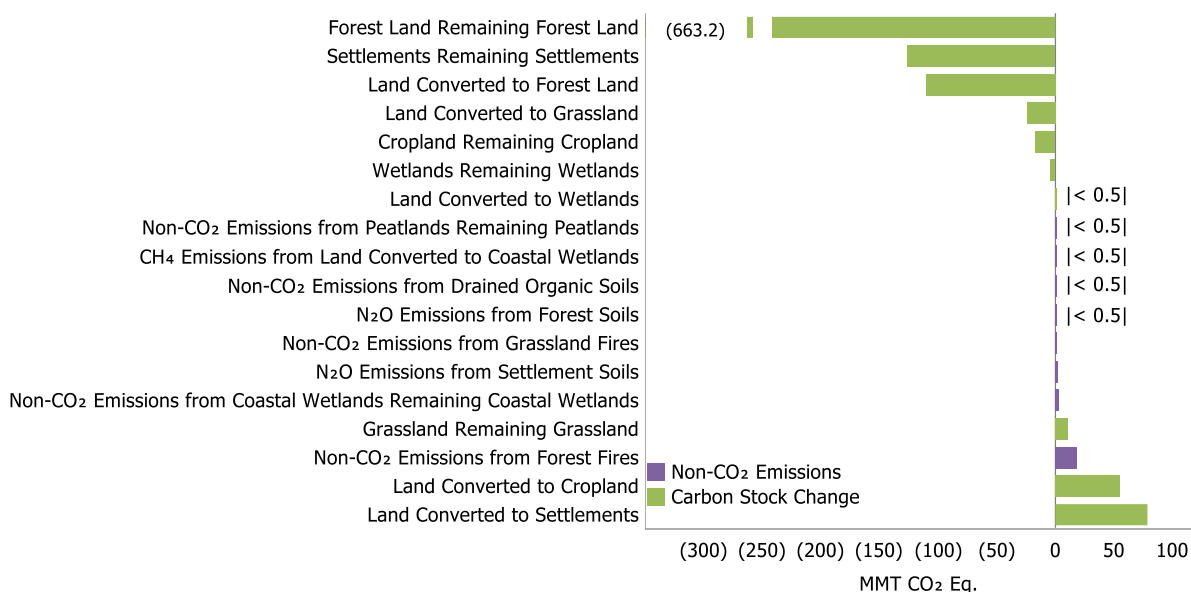 Forest Land Remaining Forest Land (663.2)
Settlements Remaining Settlements
Land Converted to Forest Land
Land Converted to Grassland
Cropland Remaining Cropland
Wetlands Remaining Wetlands
Land Converted to Wetlands |< 0.5|
Non-CO₂ Emissions from Peatlands Remaining Peatlands |< 0.5|
CH₄ Emissions from Land Converted to Coastal Wetlands |< 0.5|
Non-CO₂ Emissions from Drained Organic Soils |< 0.5|
N₂O Emissions from Forest Soils |< 0.5|
Non-CO₂ Emissions from Grassland Fires
N₂O Emissions from Settlement Soils
Non-CO₂ Emissions from Coastal Wetlands Remaining Coastal Wetlands
Grassland Remaining Grassland
Non-CO₂ Emissions from Forest Fires
Non-CO₂ Emissions
Land Converted to Cropland
Carbon Stock Change
Land Converted to Settlements
(300) (250) (200) (150) (100) (50) 0 50 100
MMT CO₂ Eq.